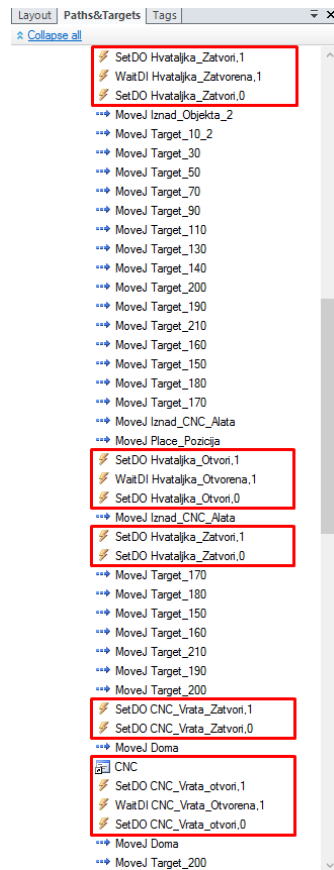 Layout Paths&Targets Tags
Collapse all
SetDO Hvataljka_Zatvori,1
WaitDI Hvataljka_Zatvorena,1
SetDO Hvataljka_Zatvori,0
MoveJ Iznad_Objekta_2
MoveJ Target_10_2
MoveJ Target_30
MoveJ Target_50
MoveJ Target_70
MoveJ Target_90
MoveJ Target_110
MoveJ Target_130
MoveJ Target_140
MoveJ Target_200
MoveJ Target_190
MoveJ Target_210
MoveJ Target_160
MoveJ Target_150
MoveJ Target_180
MoveJ Target_170
MoveJ Iznad_CNC_Alata
MoveJ Place_Pozicija
SetDO Hvataljka_Otvori,1
WaitDI Hvataljka_Otvorena,1
SetDO Hvataljka_Otvori,0
MoveJ Iznad_CNC_Alata
SetDO Hvataljka_Zatvori,1
SetDO Hvataljka_Zatvori,0
MoveJ Target_170
MoveJ Target_180
MoveJ Target_150
MoveJ Target_160
MoveJ Target_210
MoveJ Target_190
MoveJ Target_200
SetDO CNC_Vrata_Zatvori,1
SetDO CNC_Vrata_Zatvori,0
MoveJ Doma
CNC
SetDO CNC_Vrata_otvori,1
WaitDI CNC_Vrata_Otvorena,1
SetDO CNC_Vrata_otvori,0
MoveJ Doma
MoveJ Target_200